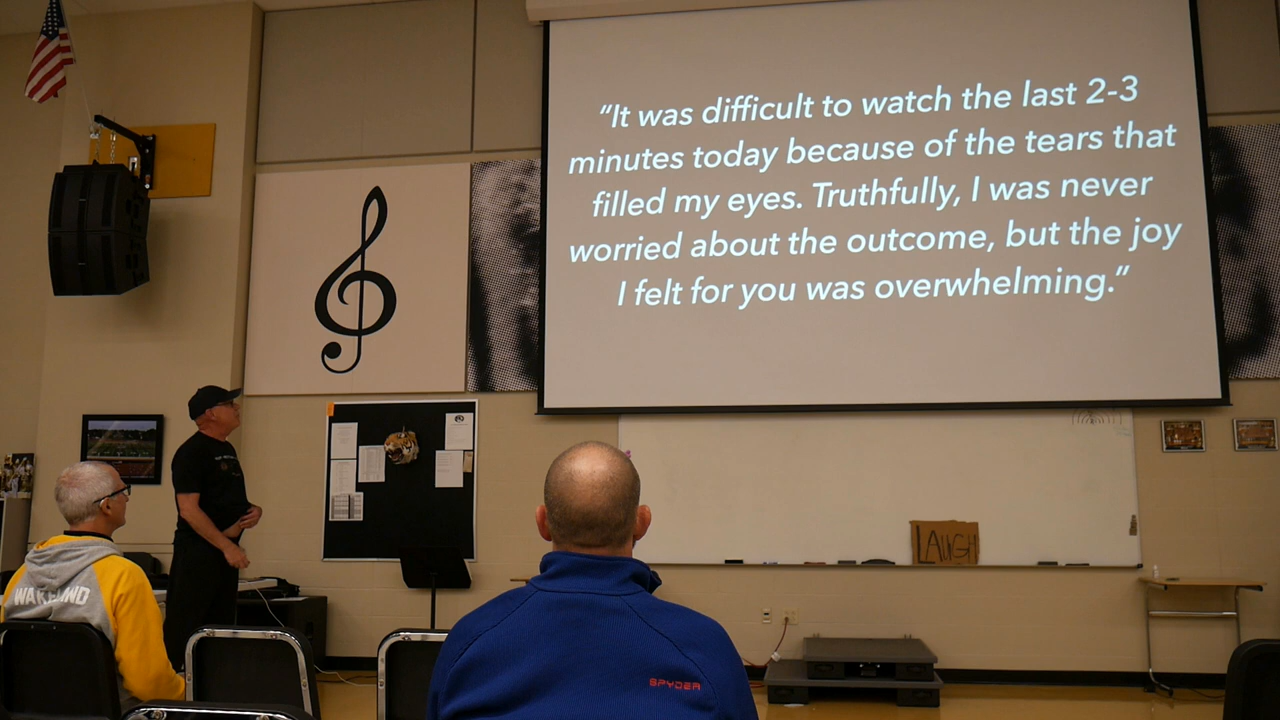 “It was difficult to watch the last 2-3
minutes today because of the tears that
filled my eyes. Truthfully, I was never
worried about the outcome, but the joy
I felt for you was overwhelming.”
LAUGH
SPYDER